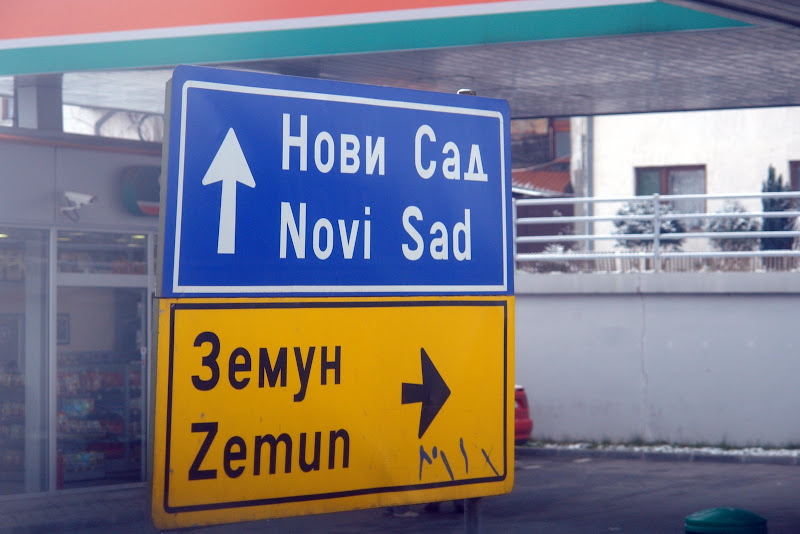 Нови Сад
Novi Sad
Земун
Zemun